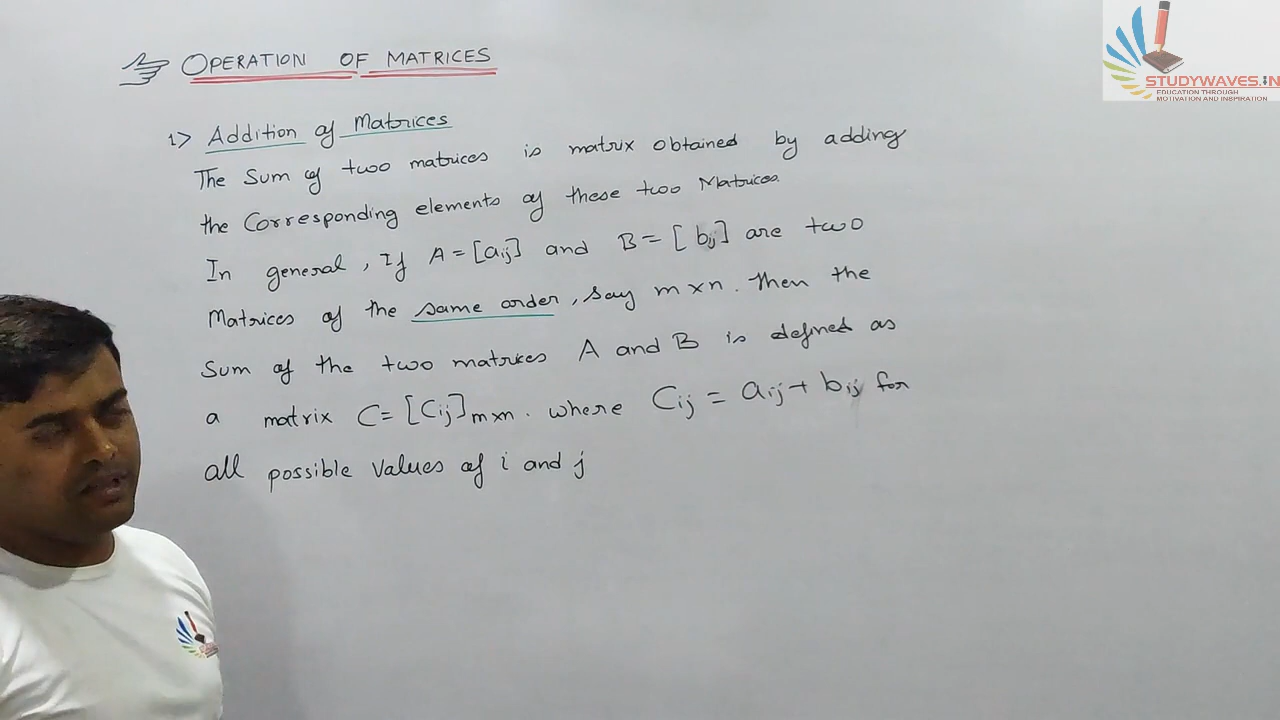 OPERATION OF MATRICES
1> Addition of Matrices
The Sum of two matrices is matrix obtained by adding
the Corresponding elements of these two Matrices.
In general, If A = [aij] and B = [bij] are two
Matrices of the same order, say m×n. Then the
Sum of the two matrices A and B is defined as
a matrix C = [Cij]m×n. where Cij = aij + bij for
all possible values of i and j
STUDYWAVES.IN
EDUCATION THROUGH
MOTIVATION AND INSPIRATION